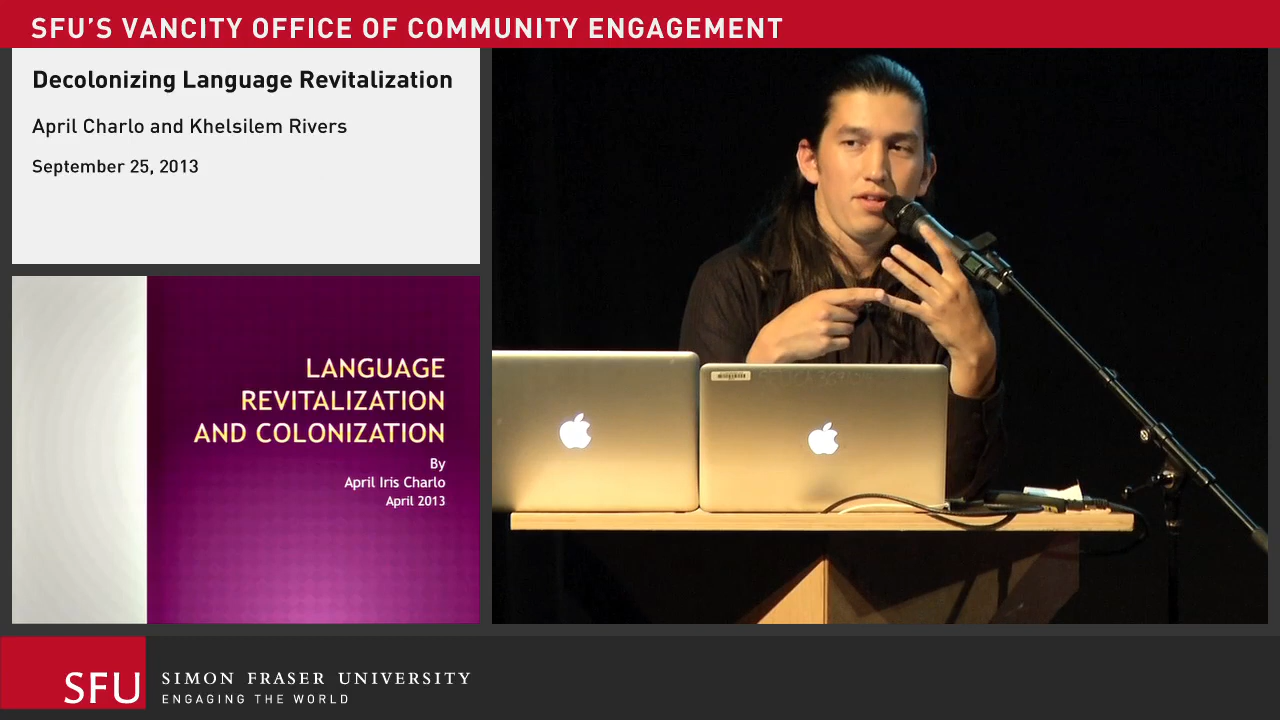 SFU'S VANCITY OFFICE OF COMMUNITY ENGAGEMENT
Decolonizing Language Revitalization
April Charlo and Khelsilem Rivers
September 25, 2013
LANGUAGE
REVITALIZATION
AND COLONIZATION
By
April Iris Charlo
April 2013
SFU
SIMON FRASER UNIVERSITY
ENGAGING THE WORLD